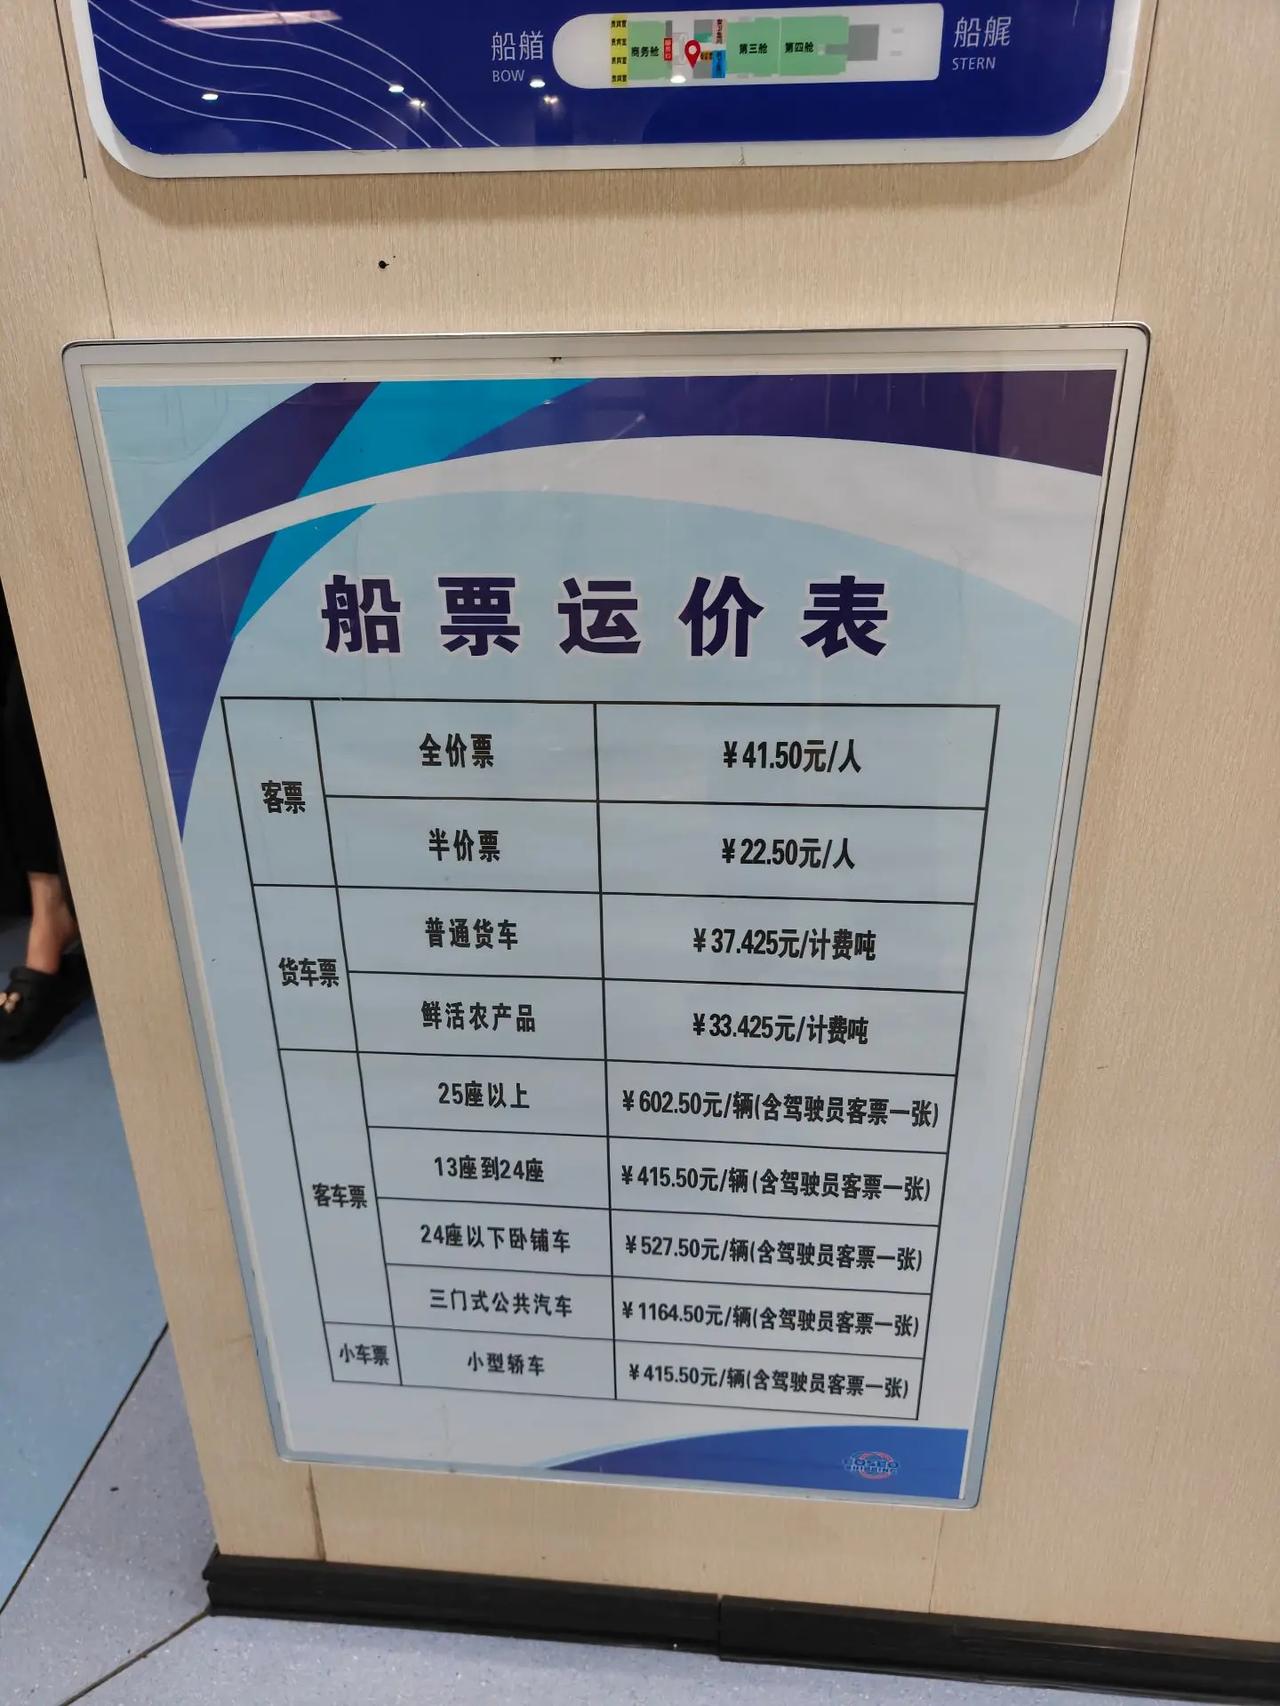 船艏
BOW
商务舱
第三舱
第四舱
船艉
STERN
船票运价表
客票
全价票
¥41.50元/人
半价票
¥22.50元/人
货车票
普通货车
¥37.425元/计费吨
鲜活农产品
¥33.425元/计费吨
客车票
25座以上
¥602.50元/辆(含驾驶员客票一张)
13座到24座
¥415.50元/辆(含驾驶员客票一张)
24座以下卧铺车
¥527.50元/辆(含驾驶员客票一张)
三门式公共汽车
¥1164.50元/辆(含驾驶员客票一张)
小车票
小型轿车
¥415.50元/辆(含驾驶员客票一张)
COSCO
SHIPPING